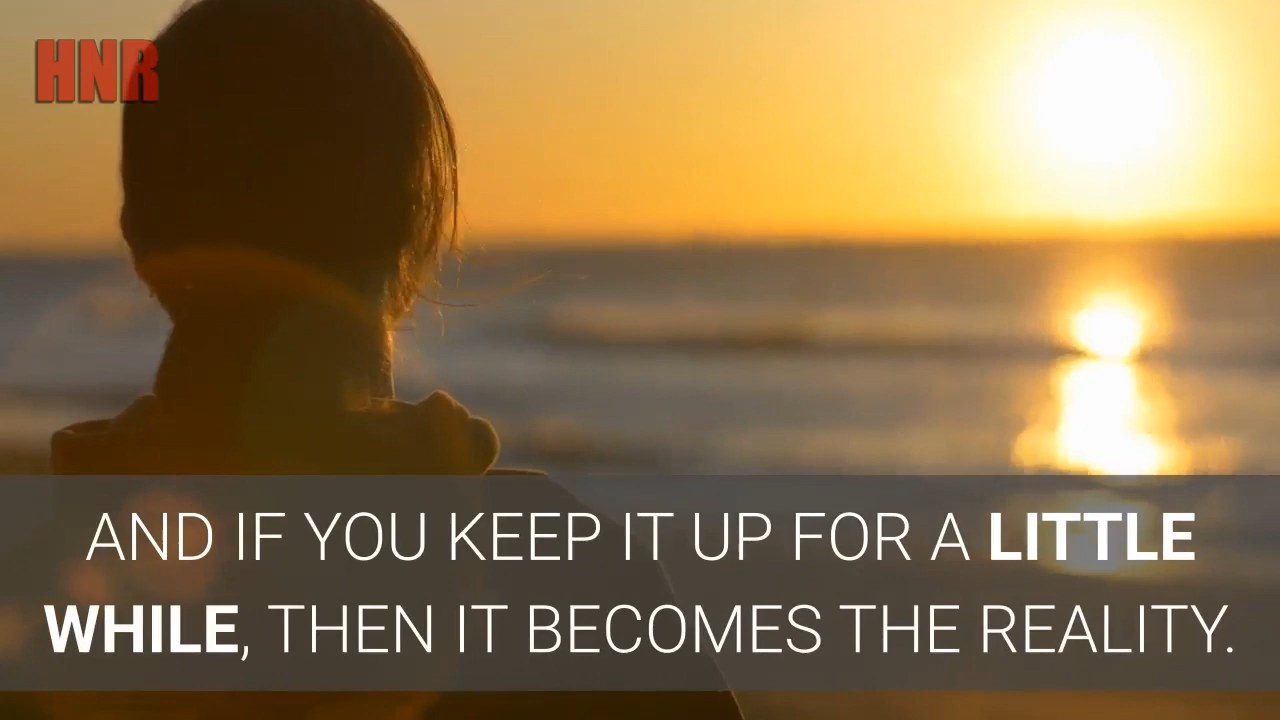 HNR
AND IF YOU KEEP IT UP FOR A LITTLE
WHILE, THEN IT BECOMES THE REALITY.